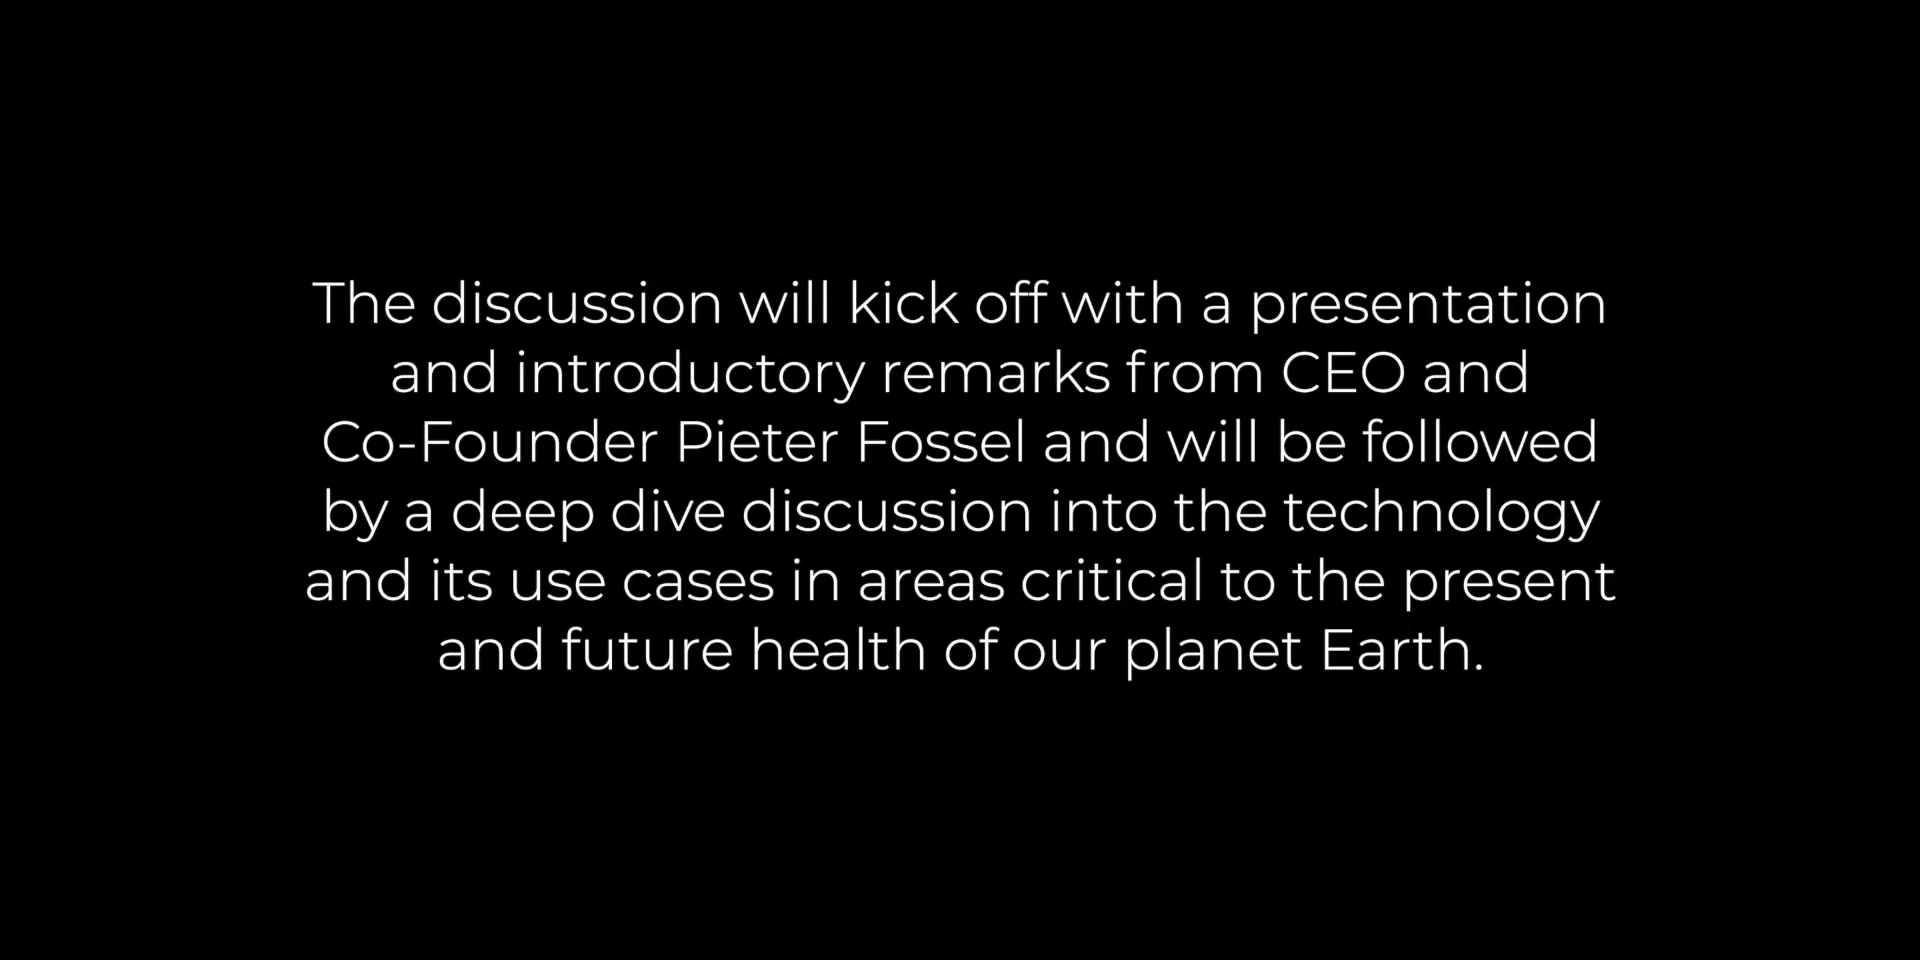 The discussion will kick off with a presentation
and introductory remarks from CEO and
Co-Founder Pieter Fossel and will be followed
by a deep dive discussion into the technology
and its use cases in areas critical to the present
and future health of our planet Earth.